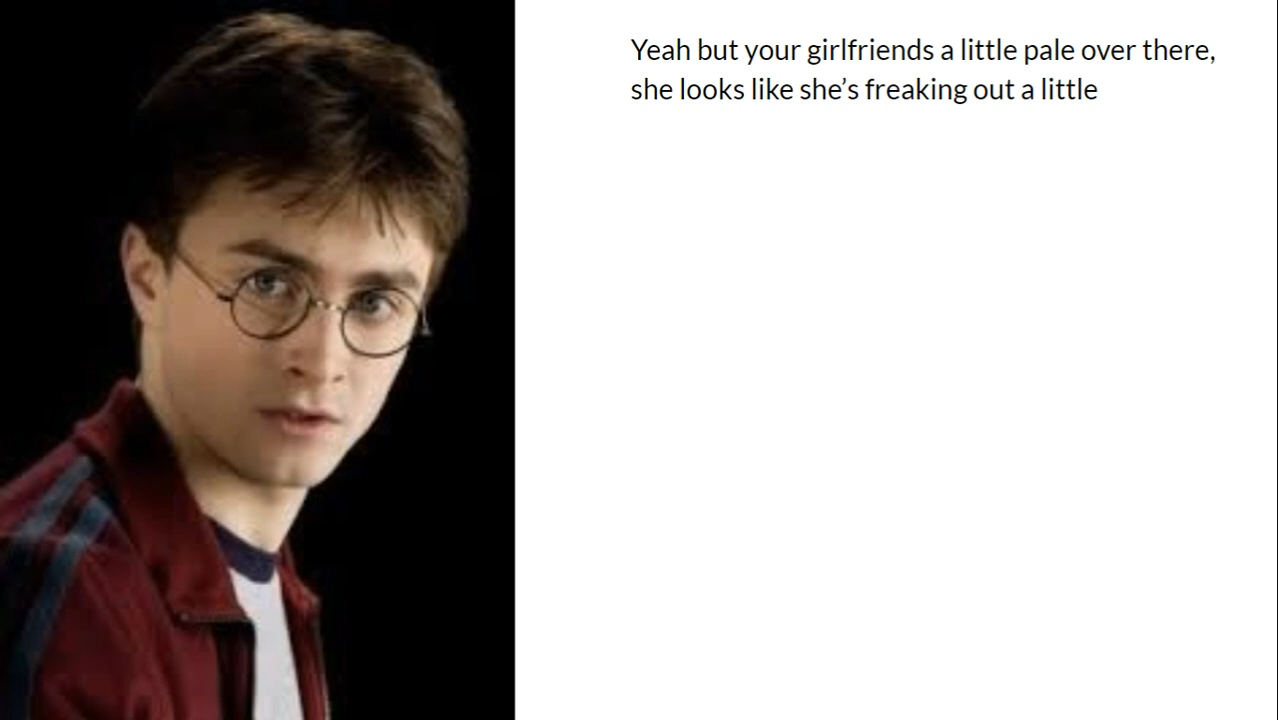 Yeah but your girlfriends a little pale over there,
she looks like she’s freaking out a little